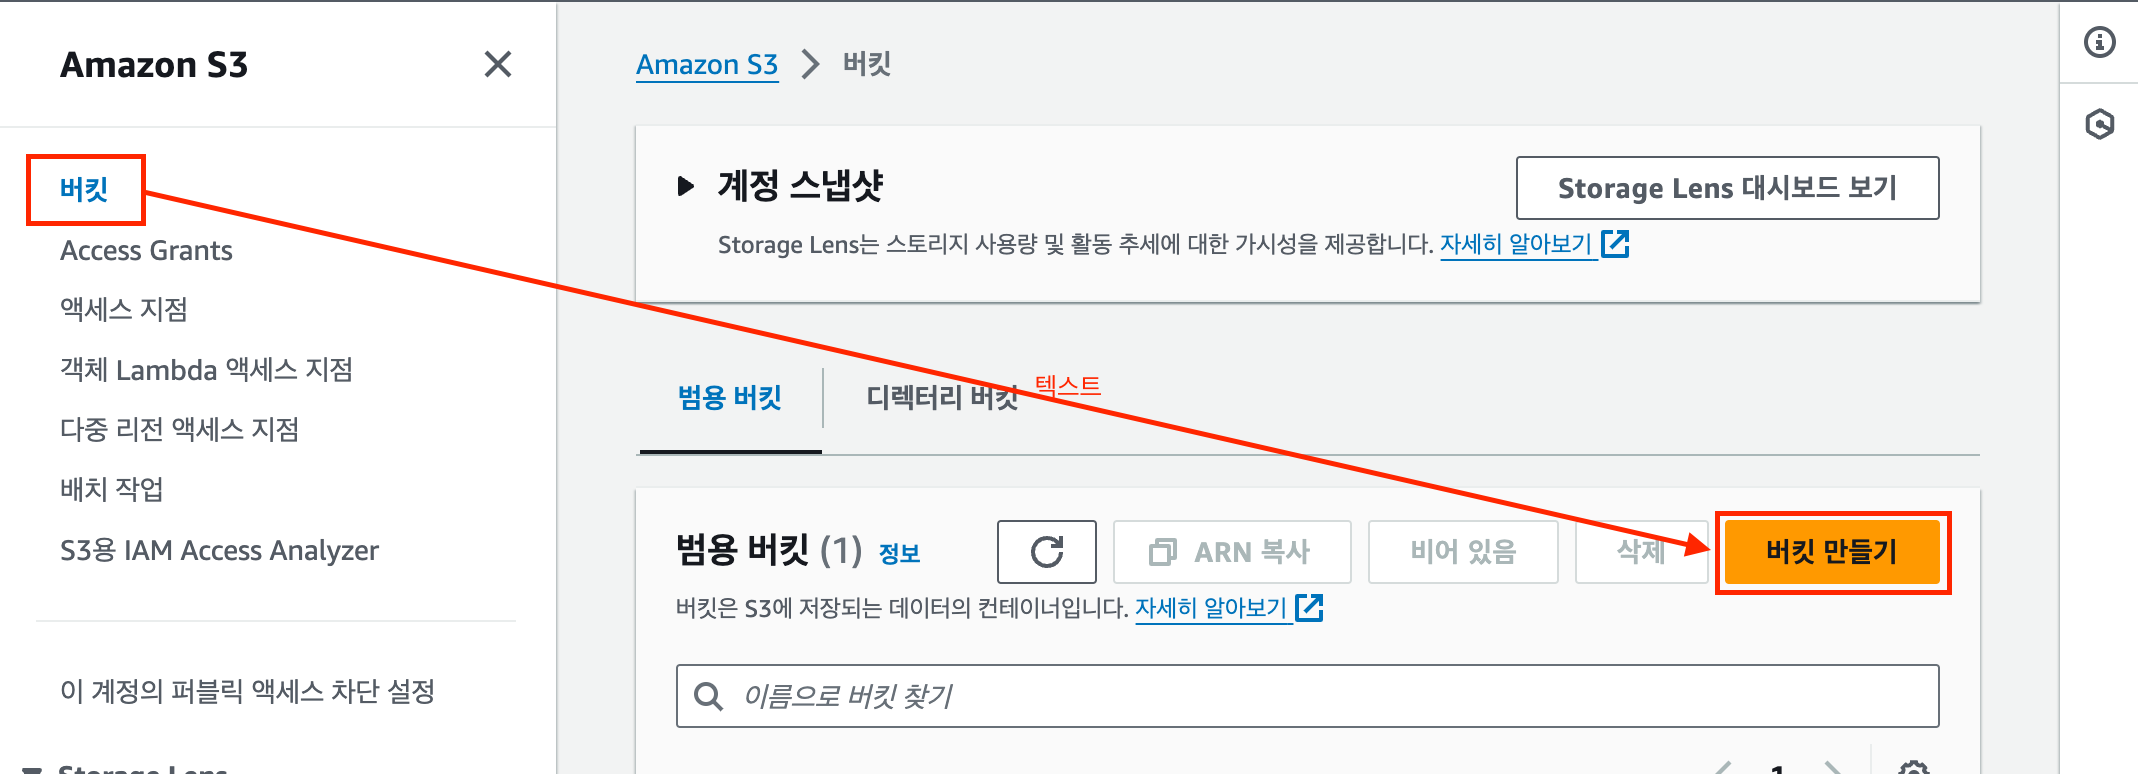 Amazon S3
버킷
Access Grants
액세스 지점
객체 Lambda 액세스 지점
다중 리전 액세스 지점
배치 작업
S3용 IAM Access Analyzer
이 계정의 퍼블릭 액세스 차단 설정
Storage Lens
Amazon S3 > 버킷
계정 스냅샷
Storage Lens 대시보드 보기
Storage Lens는 스토리지 사용량 및 활동 추세에 대한 가시성을 제공합니다. 자세히 알아보기
범용 버킷
디렉터리 버킷
텍스트
범용 버킷 (1) 정보
ARN 복사
비어 있음
삭제
버킷 만들기
버킷은 S3에 저장되는 데이터의 컨테이너입니다. 자세히 알아보기
이름으로 버킷 찾기
1